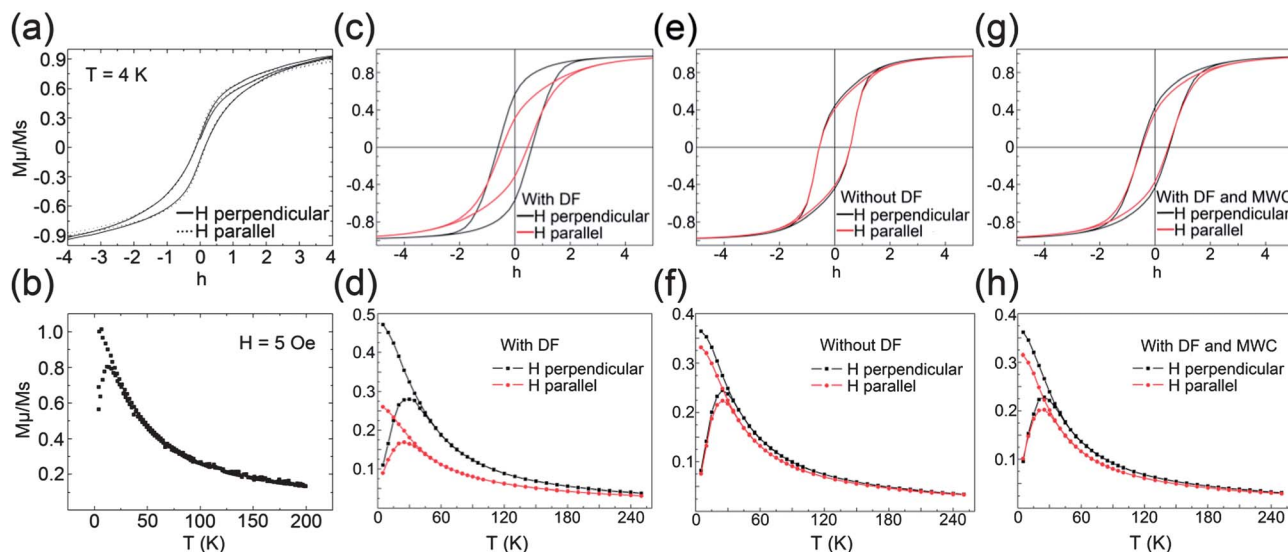 (a)
Mμ/Ms
0.9
0.6
0.3
0
-0.3
-0.6
-0.9
T = 4 K
H perpendicular
H parallel
-4 -3 -2 -1 0 1 2 3 4
h
(c)
0.8
0.4
0
-0.4
-0.8
With DF
H perpendicular
H parallel
-4 -2 0 2 4
h
(e)
0.8
0.4
0
-0.4
-0.8
Without DF
H perpendicular
H parallel
-4 -2 0 2 4
h
(g)
0.8
0.4
0
-0.4
-0.8
With DF and MWC
H perpendicular
H parallel
-4 -2 0 2 4
h
(b)
Mμ/Ms
1.0
0.8
0.6
0.4
0.2
H = 5 Oe
0 50 100 150 200
T (K)
(d)
0.5
0.4
0.3
0.2
0.1
With DF
H perpendicular
H parallel
0 60 120 180 240
T (K)
(f)
0.4
0.3
0.2
0.1
Without DF
H perpendicular
H parallel
0 60 120 180 240
T (K)
(h)
0.4
0.3
0.2
0.1
With DF and MWC
H perpendicular
H parallel
0 60 120 180 240
T (K)